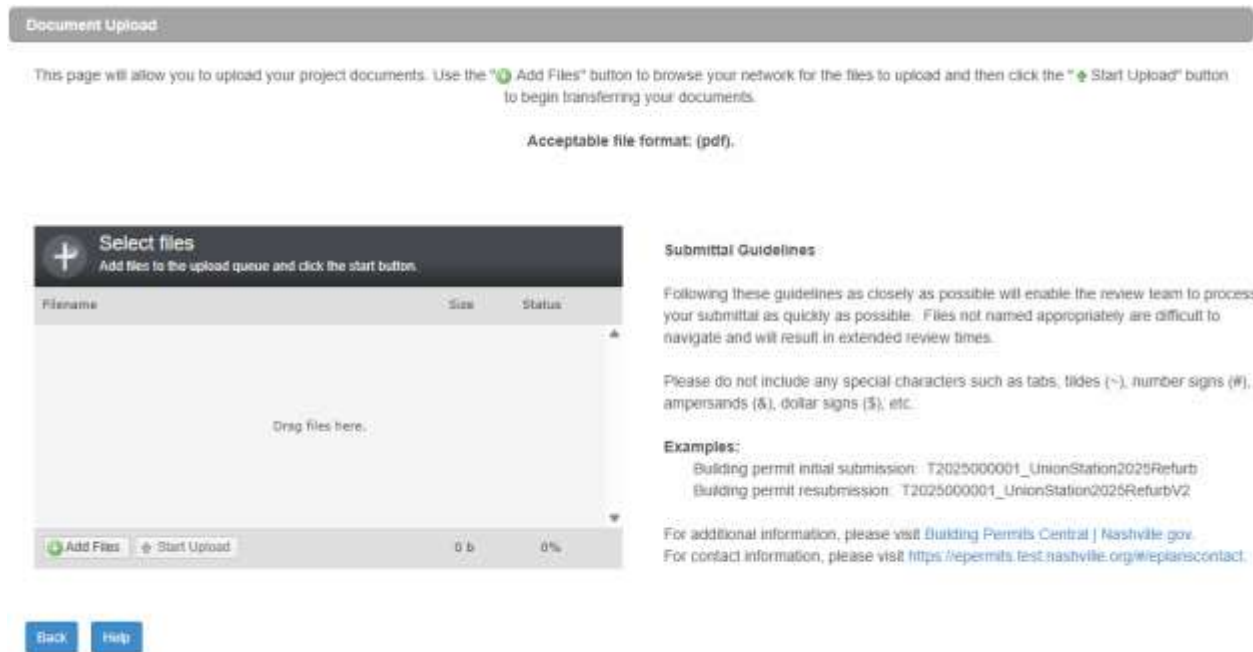 Document Upload
This page will allow you to upload your project documents. Use the " Add Files" button to browse your network for the files to upload and then click the " Start Upload" button
to begin transferring your documents.
Acceptable file format: (pdf).
Select files
Add files to the upload queue and click the start button.
Filename Size Status
Drag files here.
Add Files Start Upload 0 b 0%
Submittal Guidelines
Following these guidelines as closely as possible will enable the review team to process
your submittal as quickly as possible. Files not named appropriately are difficult to
navigate and will result in extended review times.
Please do not include any special characters such as tabs, tildes (~), number signs (#),
ampersands (&), dollar signs ($), etc.
Examples:
Building permit initial submission: T2025000001_UnionStation2025Refurb
Building permit resubmission: T2025000001_UnionStation2025RefurbV2
For additional information, please visit Building Permits Central | Nashville.gov.
For contact information, please visit https://epermits.test.nashville.org/#/eplanscontact.
Back Help